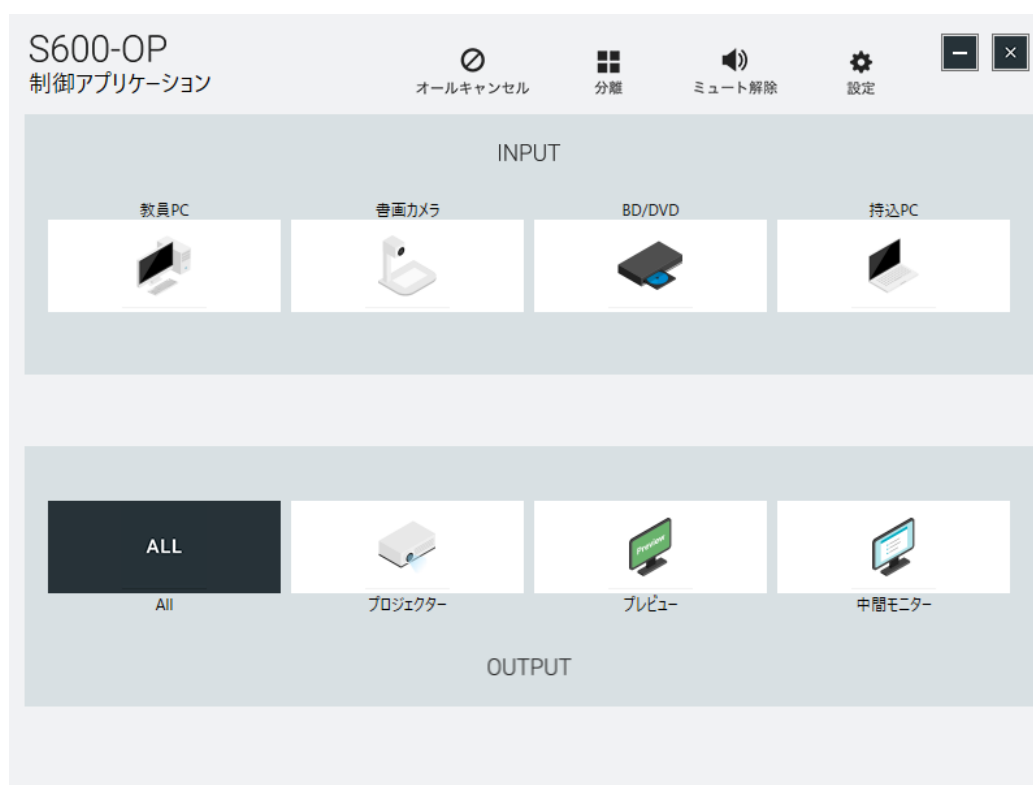 S600-OP
制御アプリケーション
オールキャンセル
分離
ミュート解除
設定
INPUT
教員PC
書画カメラ
BD/DVD
持込PC
ALL
Preview
All
プロジェクター
プレビュー
中間モニター
OUTPUT